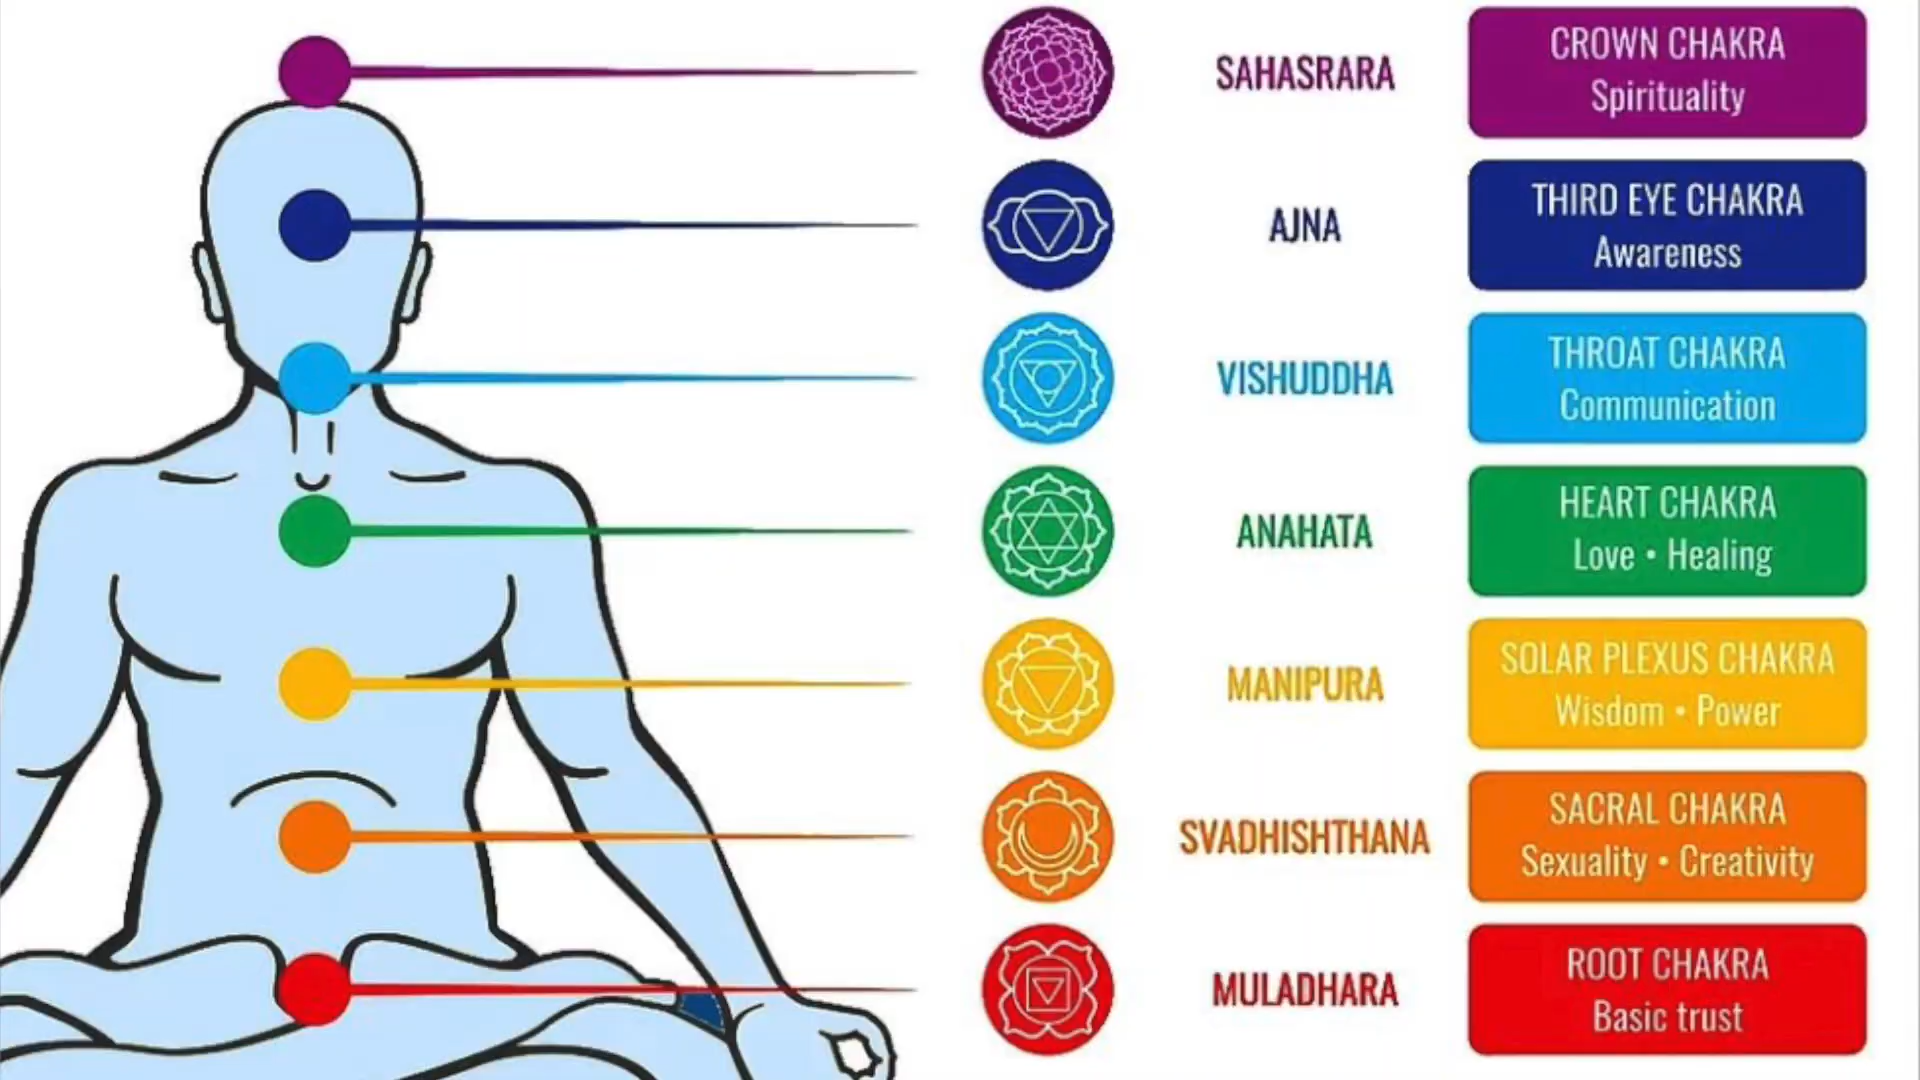 SAHASRARA
CROWN CHAKRA
Spirituality
AJNA
THIRD EYE CHAKRA
Awareness
VISHUDDHA
THROAT CHAKRA
Communication
ANAHATA
HEART CHAKRA
Love • Healing
MANIPURA
SOLAR PLEXUS CHAKRA
Wisdom • Power
SVADHISHTHANA
SACRAL CHAKRA
Sexuality • Creativity
MULADHARA
ROOT CHAKRA
Basic trust